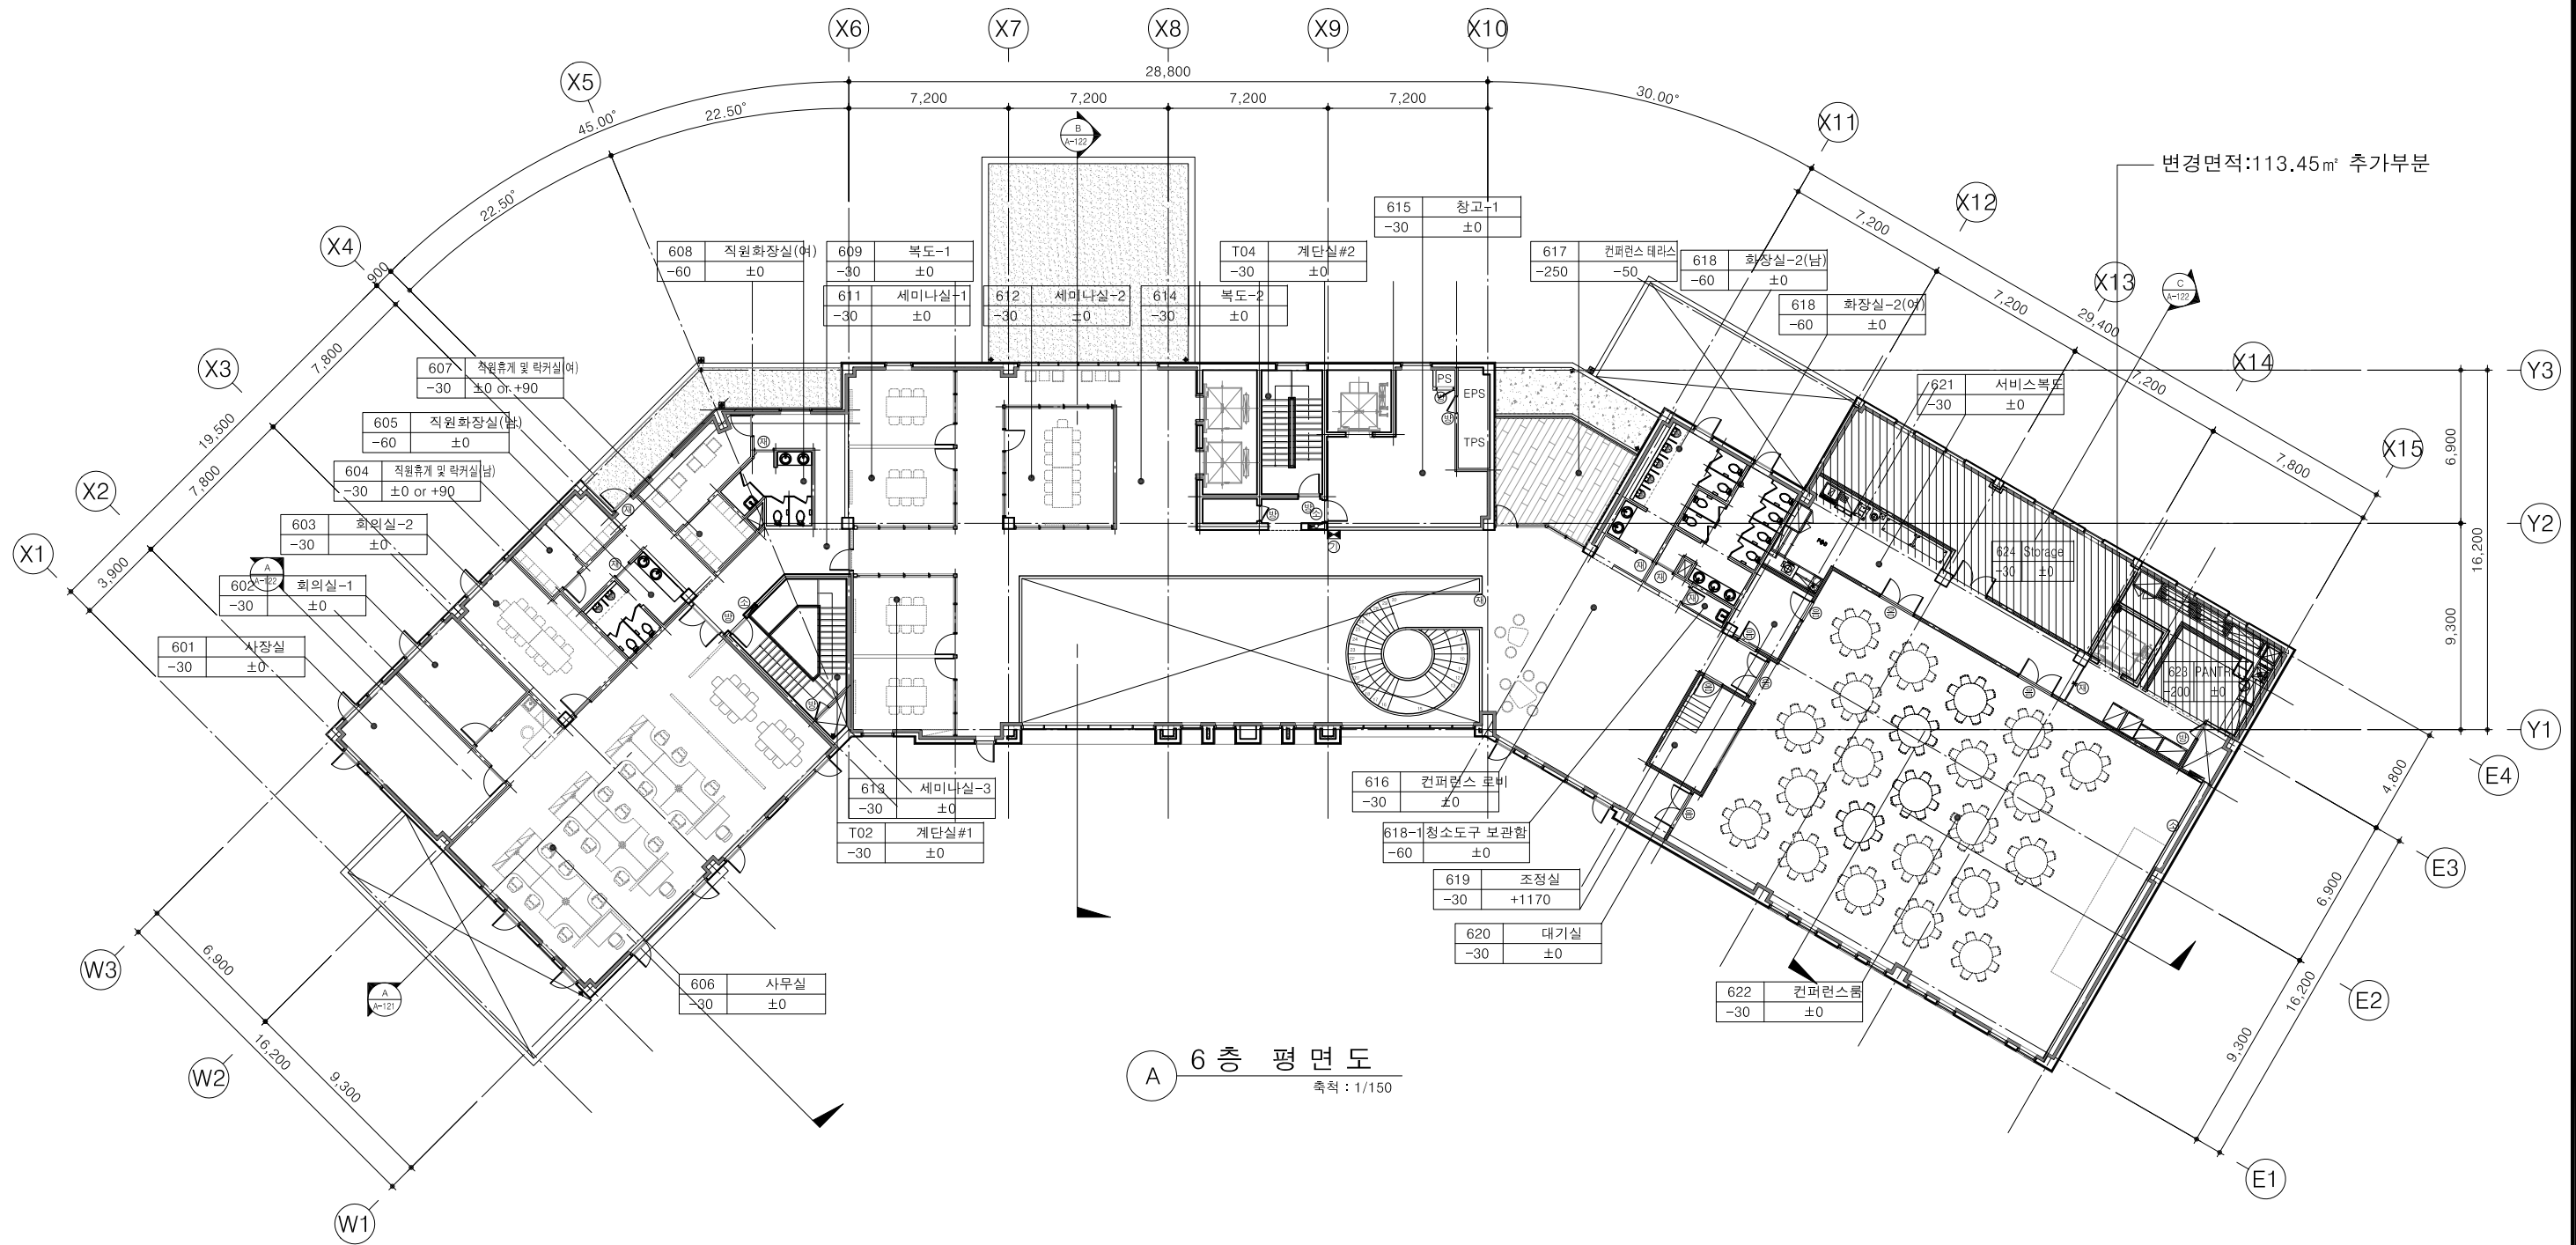 X6 X7 X8 X9 X10
X5
X4
X3
X2
X1
X11
X12
X13
X14
X15
28,800
7,200 7,200 7,200 7,200
45.00°
22.50°
22.50°
30.00°
900
19,500
7,800
7,800
3,900
7,200
7,200
29,400
7,200
7,800
변경면적:113.45㎡ 추가부분
B
A-122
C
A-122
615 창고-1
-30 ±0
608 직원화장실(여)
-60 ±0
609 복도-1
-30 ±0
T04 계단실#2
-30 ±0
617 컨퍼런스 테라스
-250 -50
618 화장실-2(남)
-60 ±0
611 세미나실-1
-30 ±0
612 세미나실-2
-30 ±0
614 복도-2
-30 ±0
618 화장실-2(여)
-60 ±0
607 직원휴게 및 락커실(여)
-30 ±0 or +90
621 서비스복도
-30 ±0
605 직원화장실(남)
-60 ±0
604 직원휴게 및 락커실(남)
-30 ±0 or +90
603 회의실-2
-30 ±0
A
A-122
602 회의실-1
-30 ±0
601 사장실
-30 ±0
PS
EPS
TPS
624 Storage
-30 ±0
623 PANTR
-200 ±0
Y3
Y2
Y1
6,900
9,300
16,200
E4
E3
E2
E1
4,800
6,900
9,300
16,200
613 세미나실-3
-30 ±0
T02 계단실#1
-30 ±0
616 컨퍼런스 로비
-30 ±0
618-1 청소도구 보관함
-60 ±0
619 조정실
-30 +1170
620 대기실
-30 ±0
622 컨퍼런스룸
-30 ±0
606 사무실
-30 ±0
A
A-121
W3
W2
W1
6,900
9,300
16,200
A 6층 평면도
축척 : 1/150